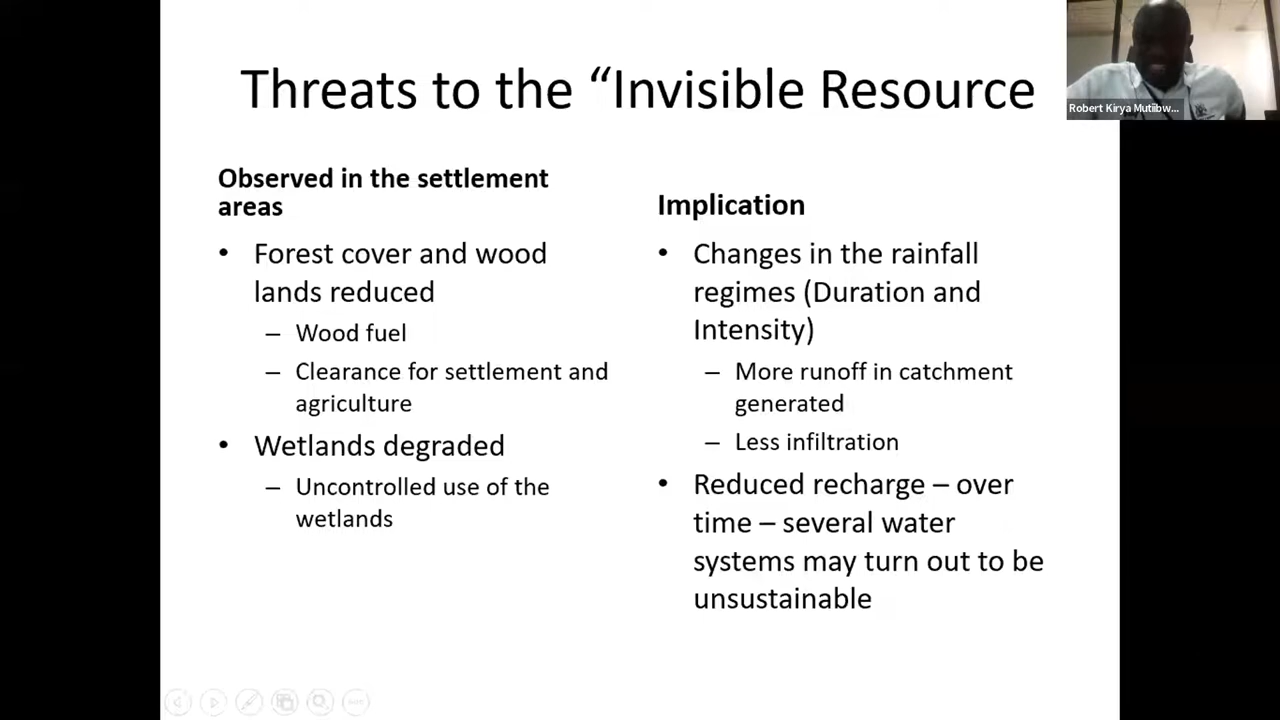 Threats to the “Invisible Resource
Robert Kirya Mutiibw...
Observed in the settlement
areas
• Forest cover and wood
lands reduced
– Wood fuel
– Clearance for settlement and
agriculture
• Wetlands degraded
– Uncontrolled use of the
wetlands
Implication
• Changes in the rainfall
regimes (Duration and
Intensity)
– More runoff in catchment
generated
– Less infiltration
• Reduced recharge – over
time – several water
systems may turn out to be
unsustainable